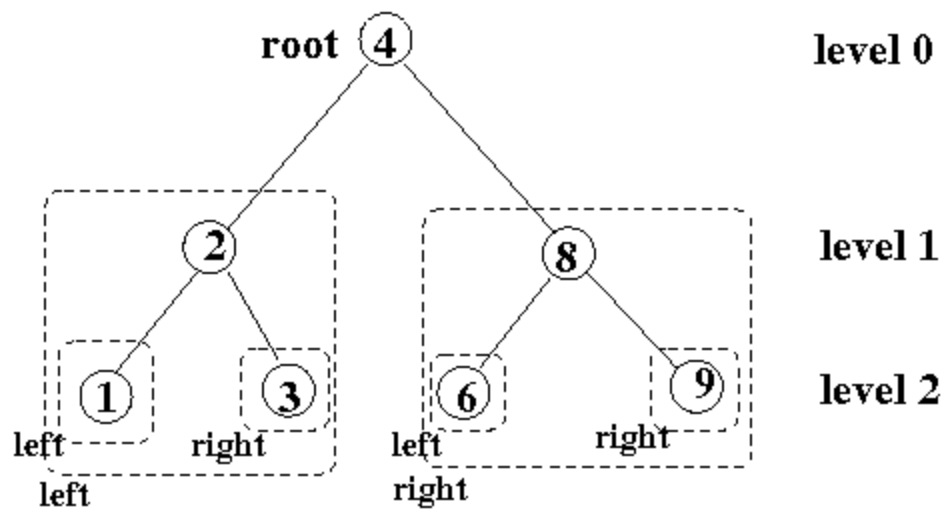 root 4 level 0
2 8 level 1
1 3 6 9 level 2
left right left right
left right